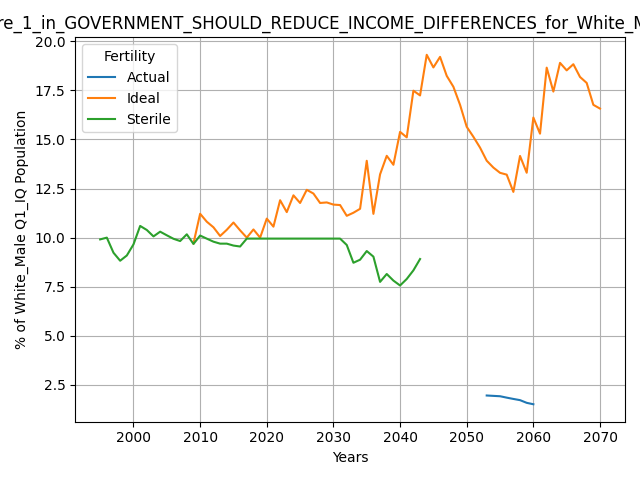 re_1_in_GOVERNMENT_SHOULD_REDUCE_INCOME_DIFFERENCES_for_White_M
Fertility
Actual
Ideal
Sterile
% of White_Male Q1_IQ Population
20.0
17.5
15.0
12.5
10.0
7.5
5.0
2.5
2000 2010 2020 2030 2040 2050 2060 2070
Years